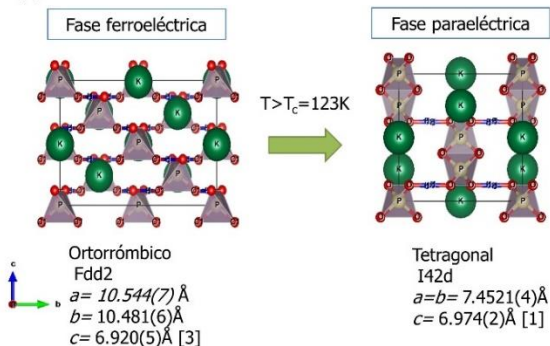 Fase ferroeléctrica
Fase paraeléctrica
T>Tc=123K
K
K
K
K
K
K
P
P
P
P
P
P
c
b
Ortorrómbico
Fdd2
a= 10.544(7) Å
b= 10.481(6)Å
c= 6.920(5)Å [3]
Tetragonal
I42d
a=b= 7.4521(4)Å
c= 6.974(2)Å [1]